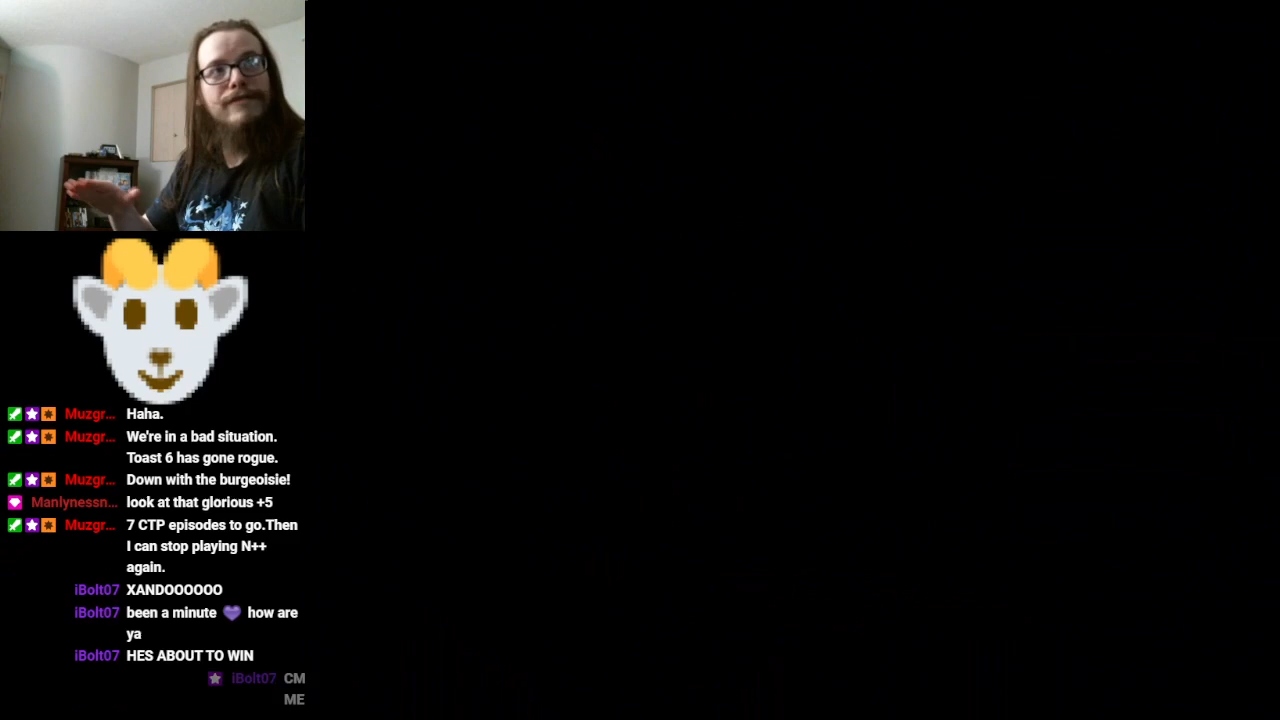 Muzgr... Haha.
Muzgr... We're in a bad situation.
Toast 6 has gone rogue.
Muzgr... Down with the burgeoisie!
Manlynessn... look at that glorious +5
Muzgr... 7 CTP episodes to go.Then
I can stop playing N++
again.
iBolt07 XANDOOOOOO
iBolt07 been a minute 💜 how are
ya
iBolt07 HES ABOUT TO WIN
iBolt07 CM
ME